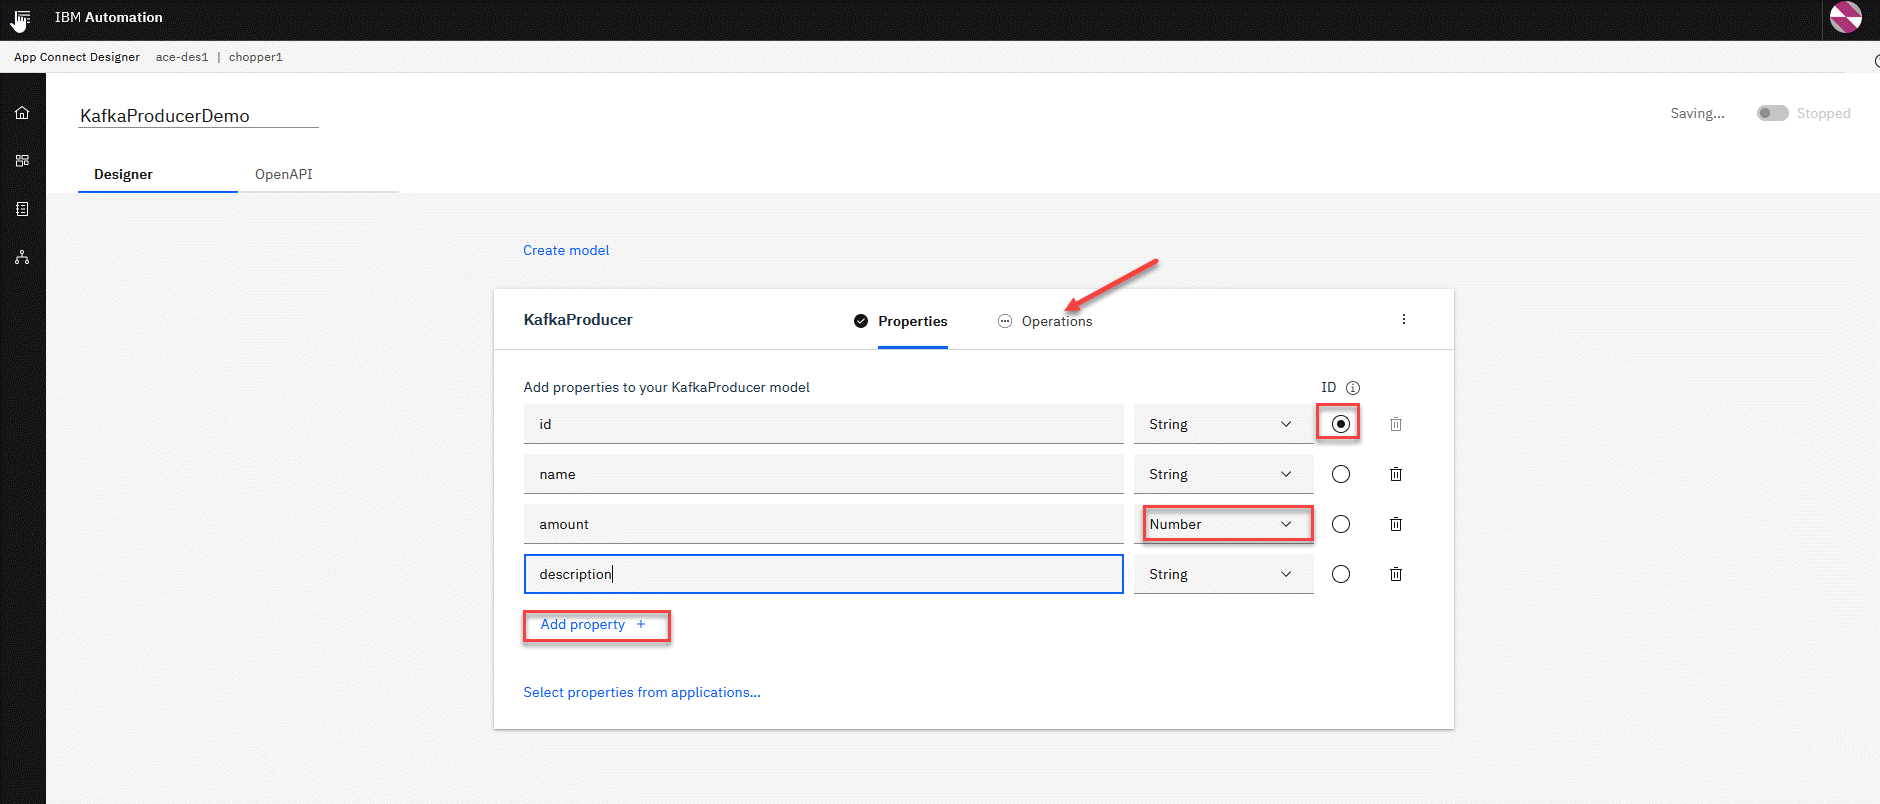 IBM Automation
App Connect Designer ace-des1 | chopper1
KafkaProducerDemo
Saving... Stopped
Designer OpenAPI
Create model
KafkaProducer Properties Operations
Add properties to your KafkaProducer model ID
id String
name String
amount Number
description String
Add property +
Select properties from applications...